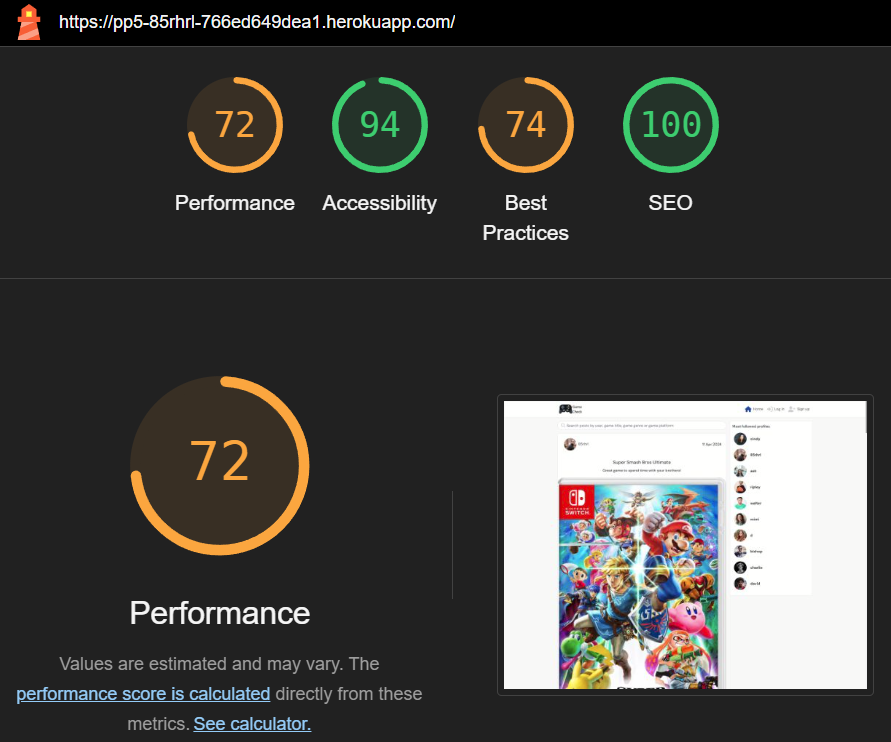 https://pp5-85rhrl-766ed649dea1.herokuapp.com/
72
94
74
100
Performance
Accessibility
Best
Practices
SEO
72
Performance
Values are estimated and may vary. The
performance score is calculated directly from these
metrics. See calculator.
Home
Log in
Sign up
Search posts by user, game title, game genre or game platform
Most followed profiles
Super Smash Bros Ultimate
Great game to spend time with your brothers!
NINTENDO
SWITCH